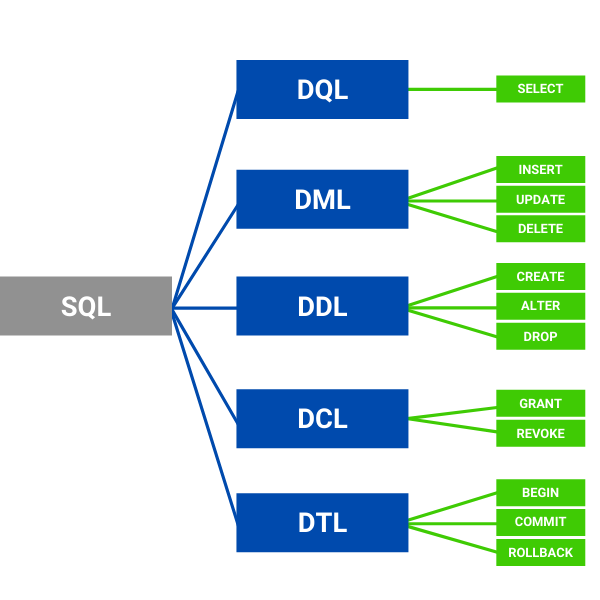 SQL
DQL
SELECT
DML
INSERT
UPDATE
DELETE
DDL
CREATE
ALTER
DROP
DCL
GRANT
REVOKE
DTL
BEGIN
COMMIT
ROLLBACK